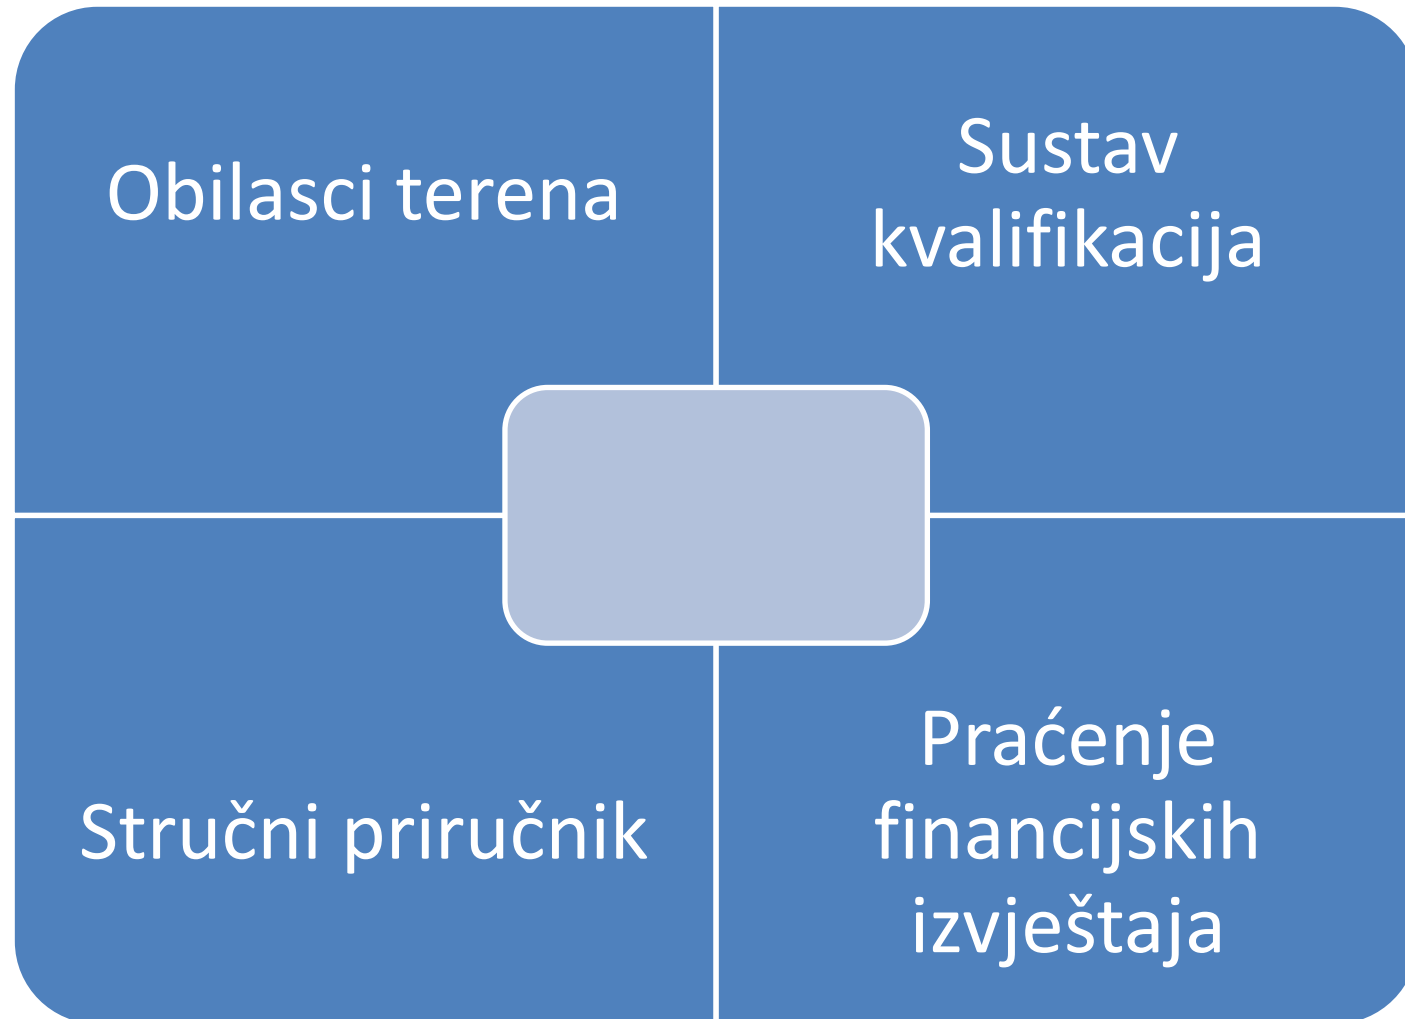 Obilasci terena
Sustav
kvalifikacija
Stručni priručnik
Praćenje
financijskih
izvještaja